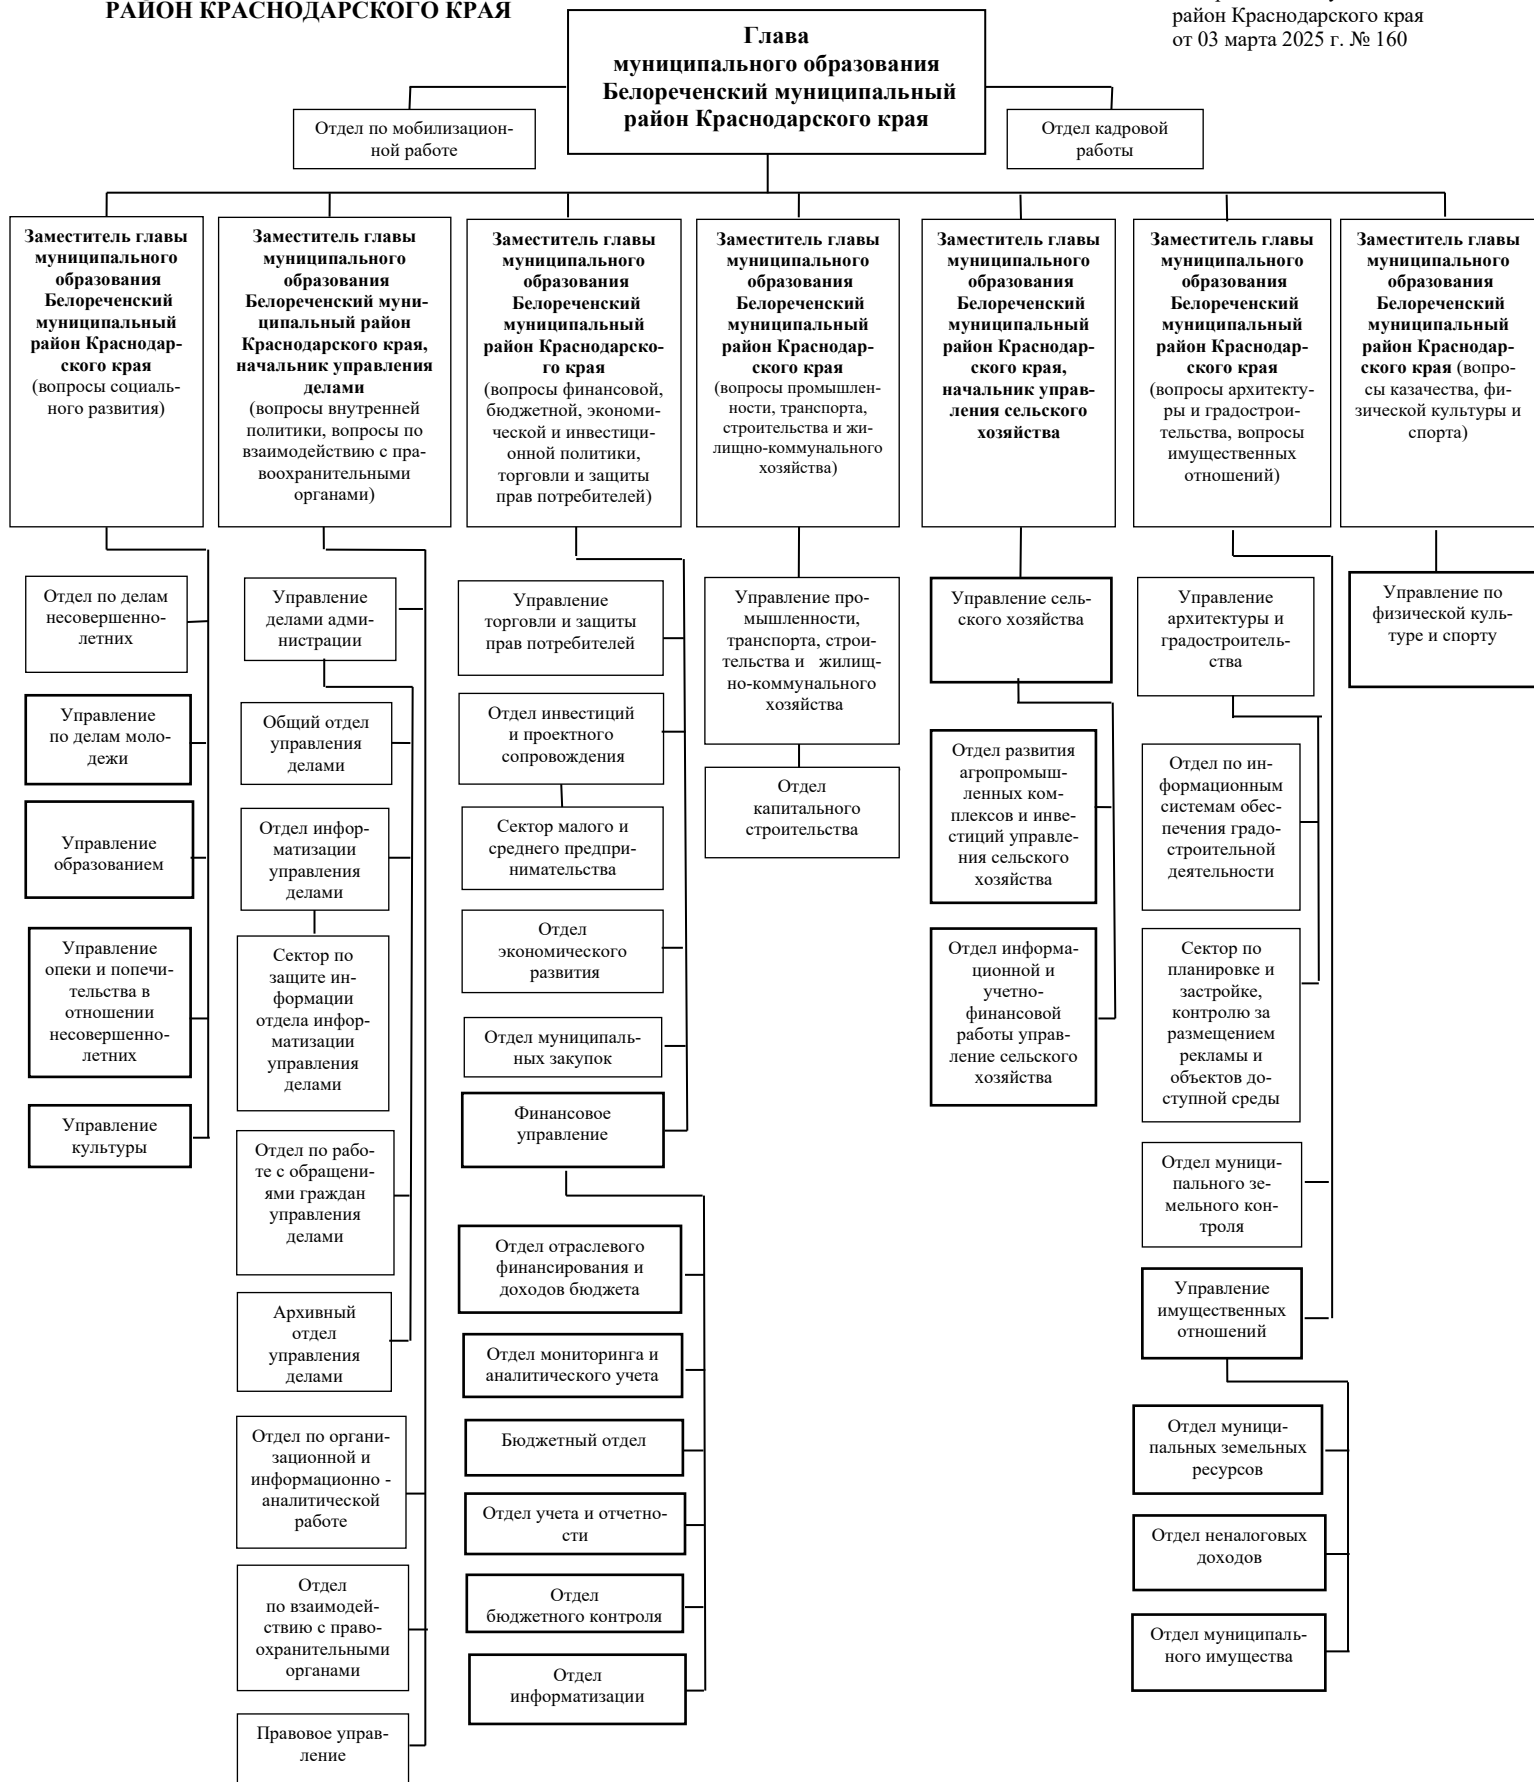 РАЙОН КРАСНОДАРСКОГО КРАЯ
район Краснодарского края
от 03 марта 2025 г. № 160
Глава
муниципального образования
Белореченский муниципальный
район Краснодарского края
Отдел по мобилизацион-
ной работе
Отдел кадровой
работы
Заместитель главы
муниципального
образования
Белореченский
муниципальный
район Краснодар-
ского края
(вопросы социаль-
ного развития)
Заместитель главы
муниципального
образования
Белореченский муни-
ципальный район
Краснодарского края,
начальник управления
делами
(вопросы внутренней
политики, вопросы по
взаимодействию с пра-
воохранительными
органами)
Заместитель главы
муниципального
образования
Белореченский
муниципальный
район Краснодарско-
го края
(вопросы финансовой,
бюджетной, экономи-
ческой и инвестици-
онной политики,
торговли и защиты
прав потребителей)
Заместитель главы
муниципального
образования
Белореченский
муниципальный
район Краснодар-
ского края
(вопросы промышлен-
ности, транспорта,
строительства и жи-
лищно-коммунального
хозяйства)
Заместитель главы
муниципального
образования
Белореченский
муниципальный
район Краснодар-
ского края,
начальник управ-
ления сельского
хозяйства
Заместитель главы
муниципального
образования
Белореченский
муниципальный
район Краснодар-
ского края
(вопросы архитекту-
ры и градострои-
тельства, вопросы
имущественных
отношений)
Заместитель главы
муниципального
образования
Белореченский
муниципальный
район Краснодар-
ского края (вопро-
сы казачества, фи-
зической культуры и
спорта)
Отдел по делам
несовершенно-
летних
Управление
по делам моло-
дежи
Управление
образованием
Управление
опеки и попечи-
тельства в
отношении
несовершенно-
летних
Управление
культуры
Управление
делами адми-
нистрации
Общий отдел
управления
делами
Отдел инфор-
матизации
управления
делами
Сектор по
защите ин-
формации
отдела инфор-
матизации
управления
делами
Отдел по рабо-
те с обращени-
ями граждан
управления
делами
Архивный
отдел
управления
делами
Отдел по органи-
зационной и
информационно -
аналитической
работе
Отдел
по взаимодей-
ствию с право-
охранительными
органами
Правовое управ-
ление
Управление
торговли и защиты
прав потребителей
Отдел инвестиций
и проектного
сопровождения
Сектор малого и
среднего предпри-
нимательства
Отдел
экономического
развития
Отдел муниципаль-
ных закупок
Финансовое
управление
Отдел отраслевого
финансирования и
доходов бюджета
Отдел мониторинга и
аналитического учета
Бюджетный отдел
Отдел учета и отчетно-
сти
Отдел
бюджетного контроля
Отдел
информатизации
Управление про-
мышленности,
транспорта, строи-
тельства и жилищ-
но-коммунального
хозяйства
Отдел
капитального
строительства
Управление сель-
ского хозяйства
Отдел развития
агропромыш-
ленных ком-
плексов и инве-
стиций управле-
ния сельского
хозяйства
Отдел информа-
ционной и
учетно-
финансовой
работы управ-
ление сельского
хозяйства
Управление
архитектуры и
градостроитель-
ства
Отдел по ин-
формационным
системам обес-
печения градо-
строительной
деятельности
Сектор по
планировке и
застройке,
контролю за
размещением
рекламы и
объектов до-
ступной среды
Отдел муници-
пального зе-
мельного кон-
троля
Управление
имущественных
отношений
Отдел муници-
пальных земельных
ресурсов
Отдел неналоговых
доходов
Отдел муниципаль-
ного имущества
Управление по
физической куль-
туре и спорту